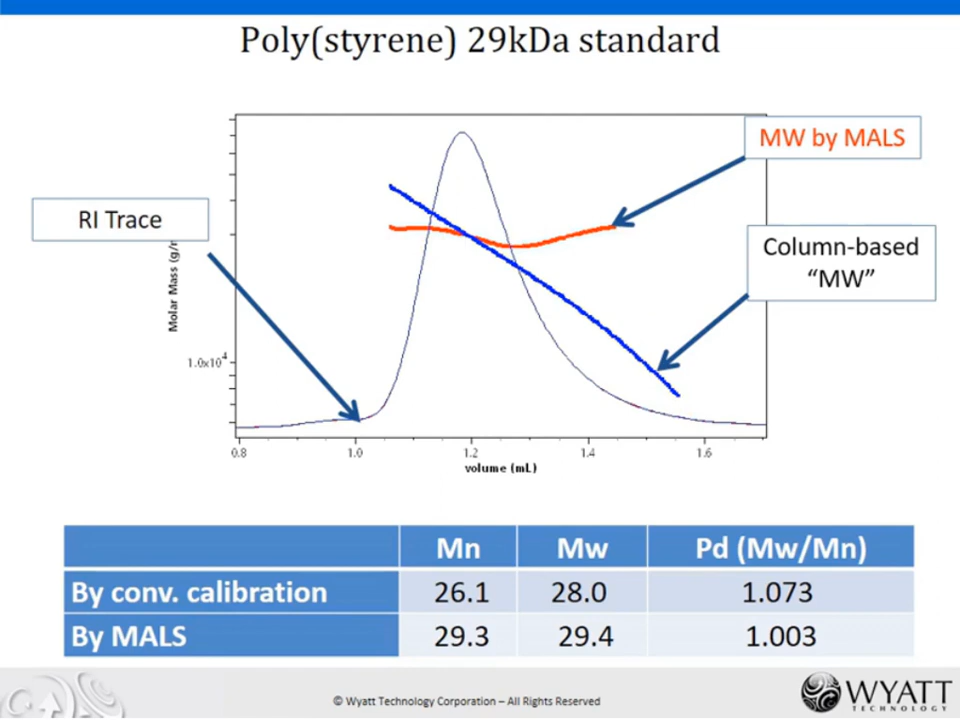 Poly(styrene) 29kDa standard
MW by MALS
RI Trace
Column-based
“MW”
Molar Mass
1.0x10⁴
0.8 1.0 1.2 1.4 1.6
volume (mL)
Mn Mw Pd (Mw/Mn)
By conv. calibration 26.1 28.0 1.073
By MALS 29.3 29.4 1.003
© Wyatt Technology Corporation – All Rights Reserved
WYATT
TECHNOLOGY